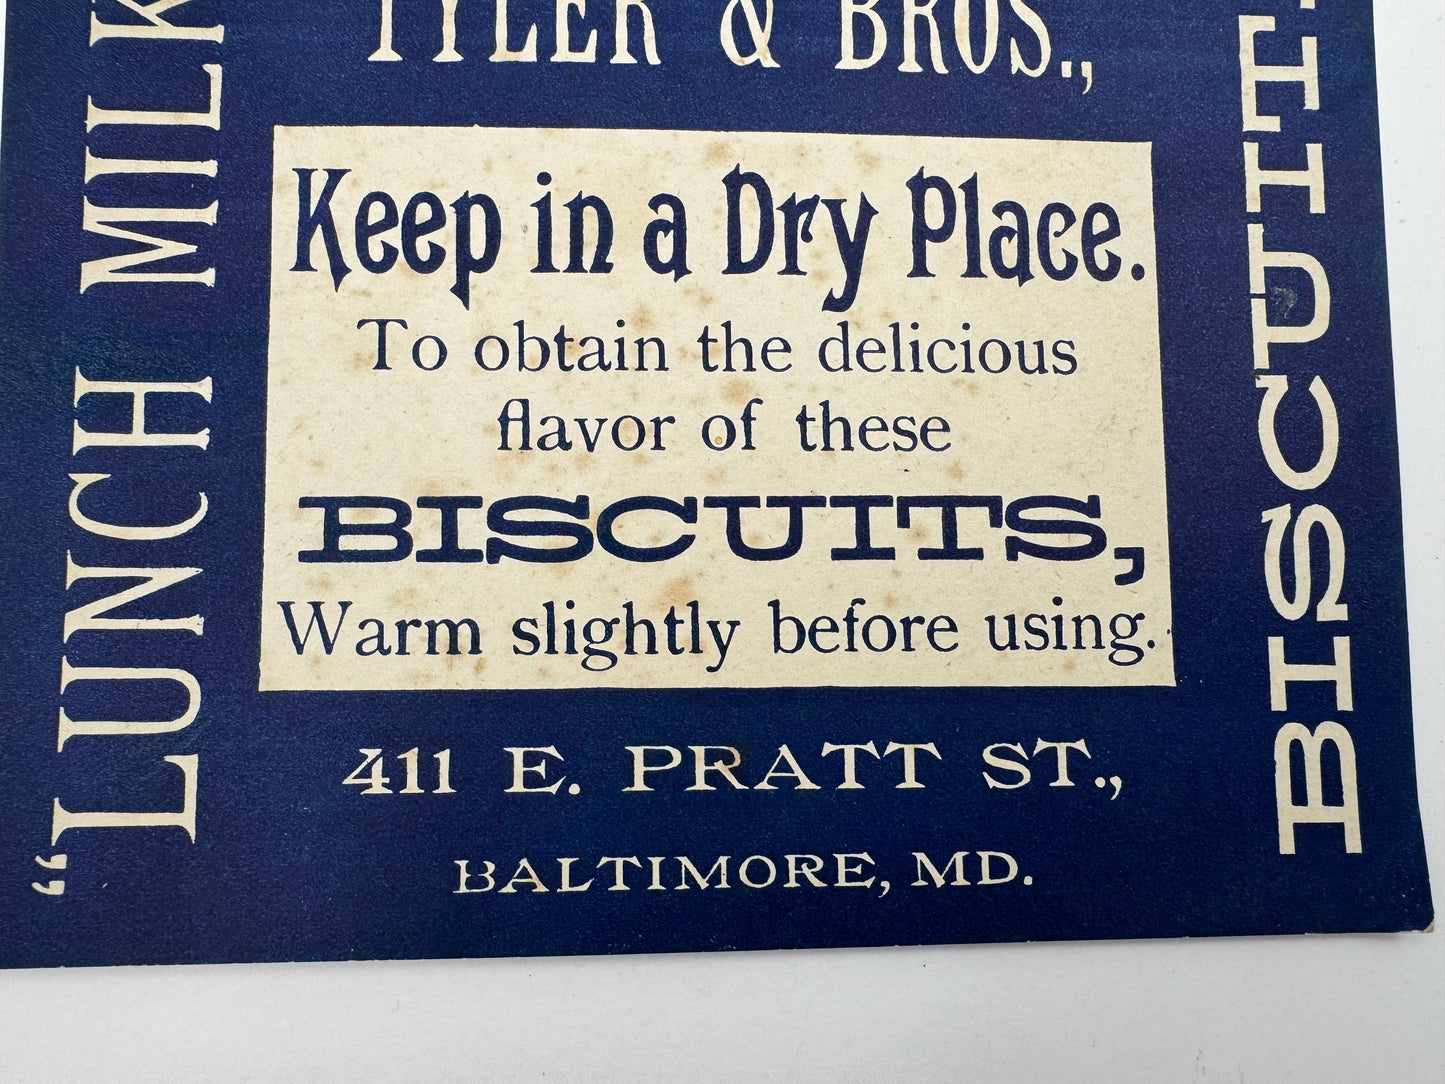 TYLER & BROS.,
"LUNCH MILK
Keep in a Dry Place.
To obtain the delicious
flavor of these
BISCUITS,
Warm slightly before using.
411 E. PRATT ST.,
BALTIMORE, MD.